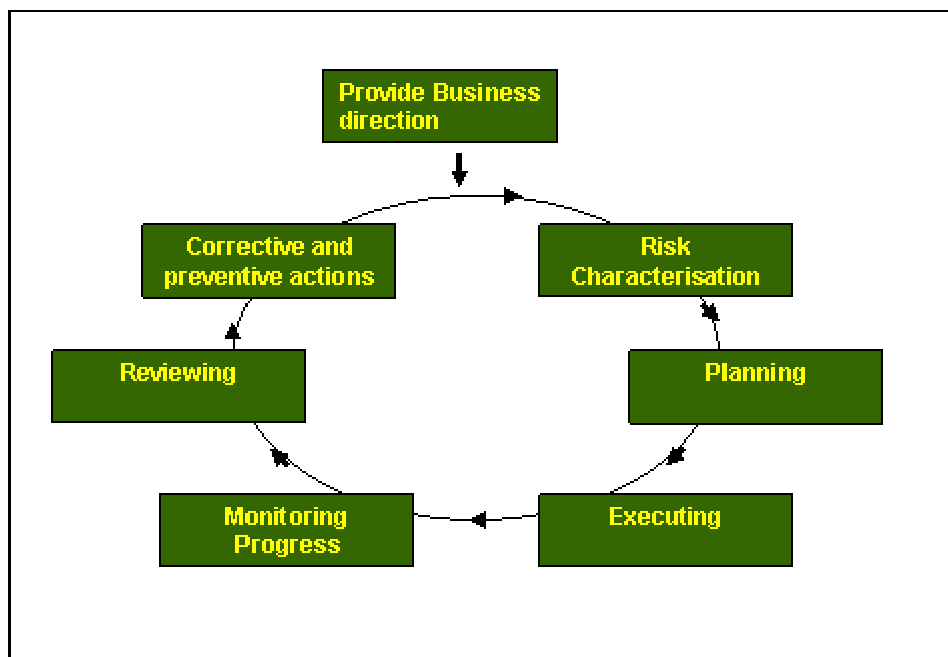 Provide Business
direction
Corrective and
preventive actions
Risk
Characterisation
Reviewing
Planning
Monitoring
Progress
Executing